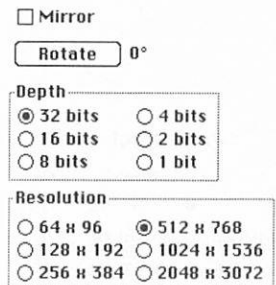 Mirror
Rotate 0°
Depth
32 bits 4 bits
16 bits 2 bits
8 bits 1 bit
Resolution
64 x 96 512 x 768
128 x 192 1024 x 1536
256 x 384 2048 x 3072